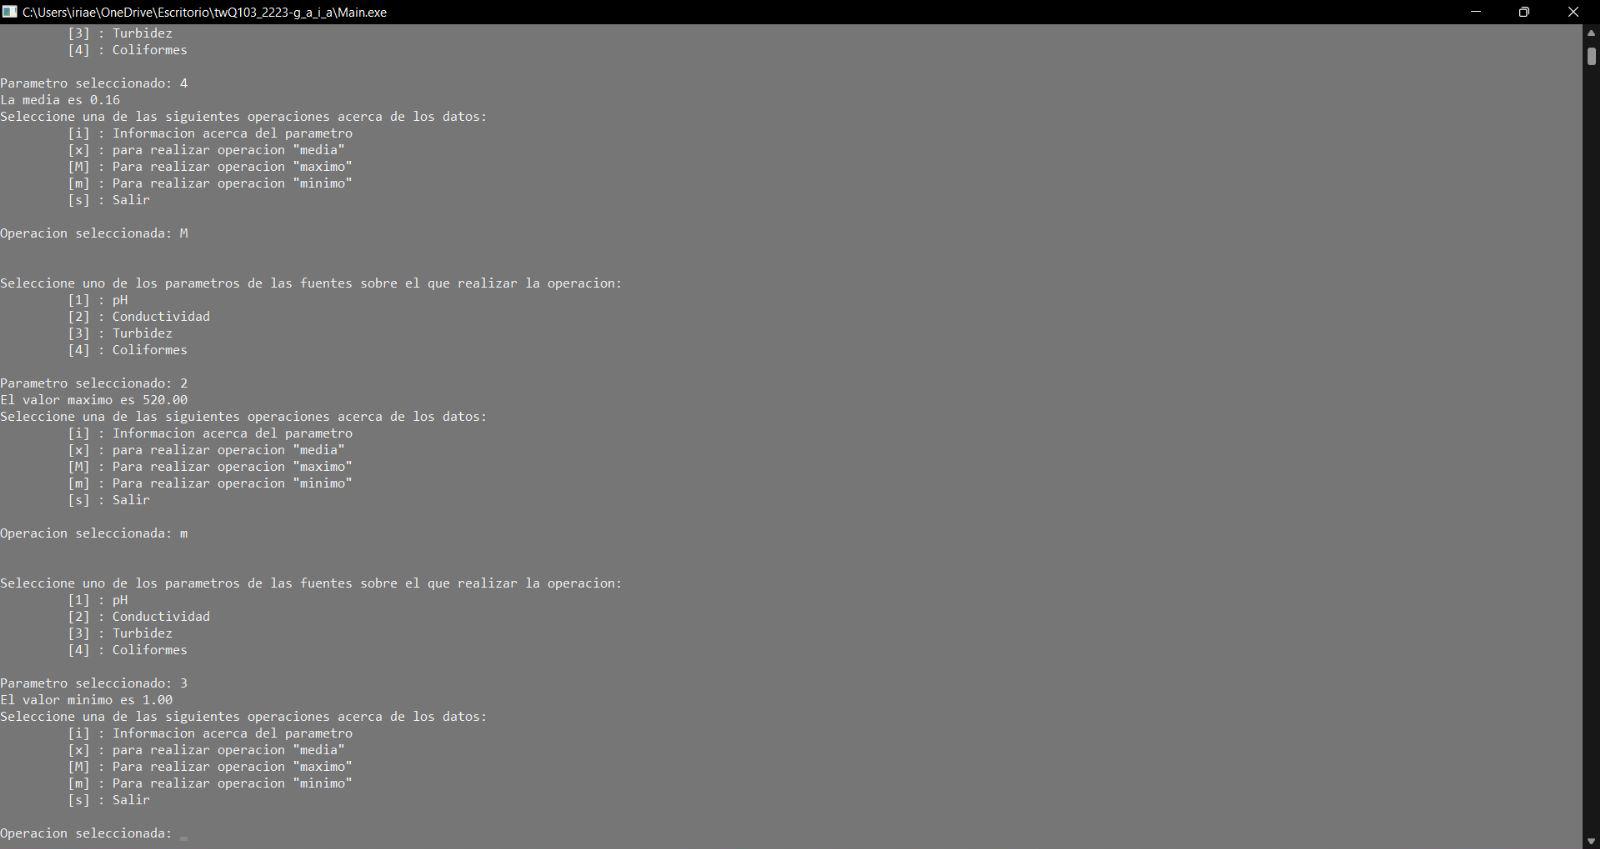 C:\Users\iriae\OneDrive\Escritorio\twQ103_2223-g_a_i_a\Main.exe
[3] : Turbidez
[4] : Coliformes
Parametro seleccionado: 4
La media es 0.16
Seleccione una de las siguientes operaciones acerca de los datos:
[i] : Informacion acerca del parametro
[x] : para realizar operacion "media"
[M] : Para realizar operacion "maximo"
[m] : Para realizar operacion "minimo"
[s] : Salir
Operacion seleccionada: M
Seleccione uno de los parametros de las fuentes sobre el que realizar la operacion:
[1] : pH
[2] : Conductividad
[3] : Turbidez
[4] : Coliformes
Parametro seleccionado: 2
El valor maximo es 520.00
Seleccione una de las siguientes operaciones acerca de los datos:
[i] : Informacion acerca del parametro
[x] : para realizar operacion "media"
[M] : Para realizar operacion "maximo"
[m] : Para realizar operacion "minimo"
[s] : Salir
Operacion seleccionada: m
Seleccione uno de los parametros de las fuentes sobre el que realizar la operacion:
[1] : pH
[2] : Conductividad
[3] : Turbidez
[4] : Coliformes
Parametro seleccionado: 3
El valor minimo es 1.00
Seleccione una de las siguientes operaciones acerca de los datos:
[i] : Informacion acerca del parametro
[x] : para realizar operacion "media"
[M] : Para realizar operacion "maximo"
[m] : Para realizar operacion "minimo"
[s] : Salir
Operacion seleccionada: _